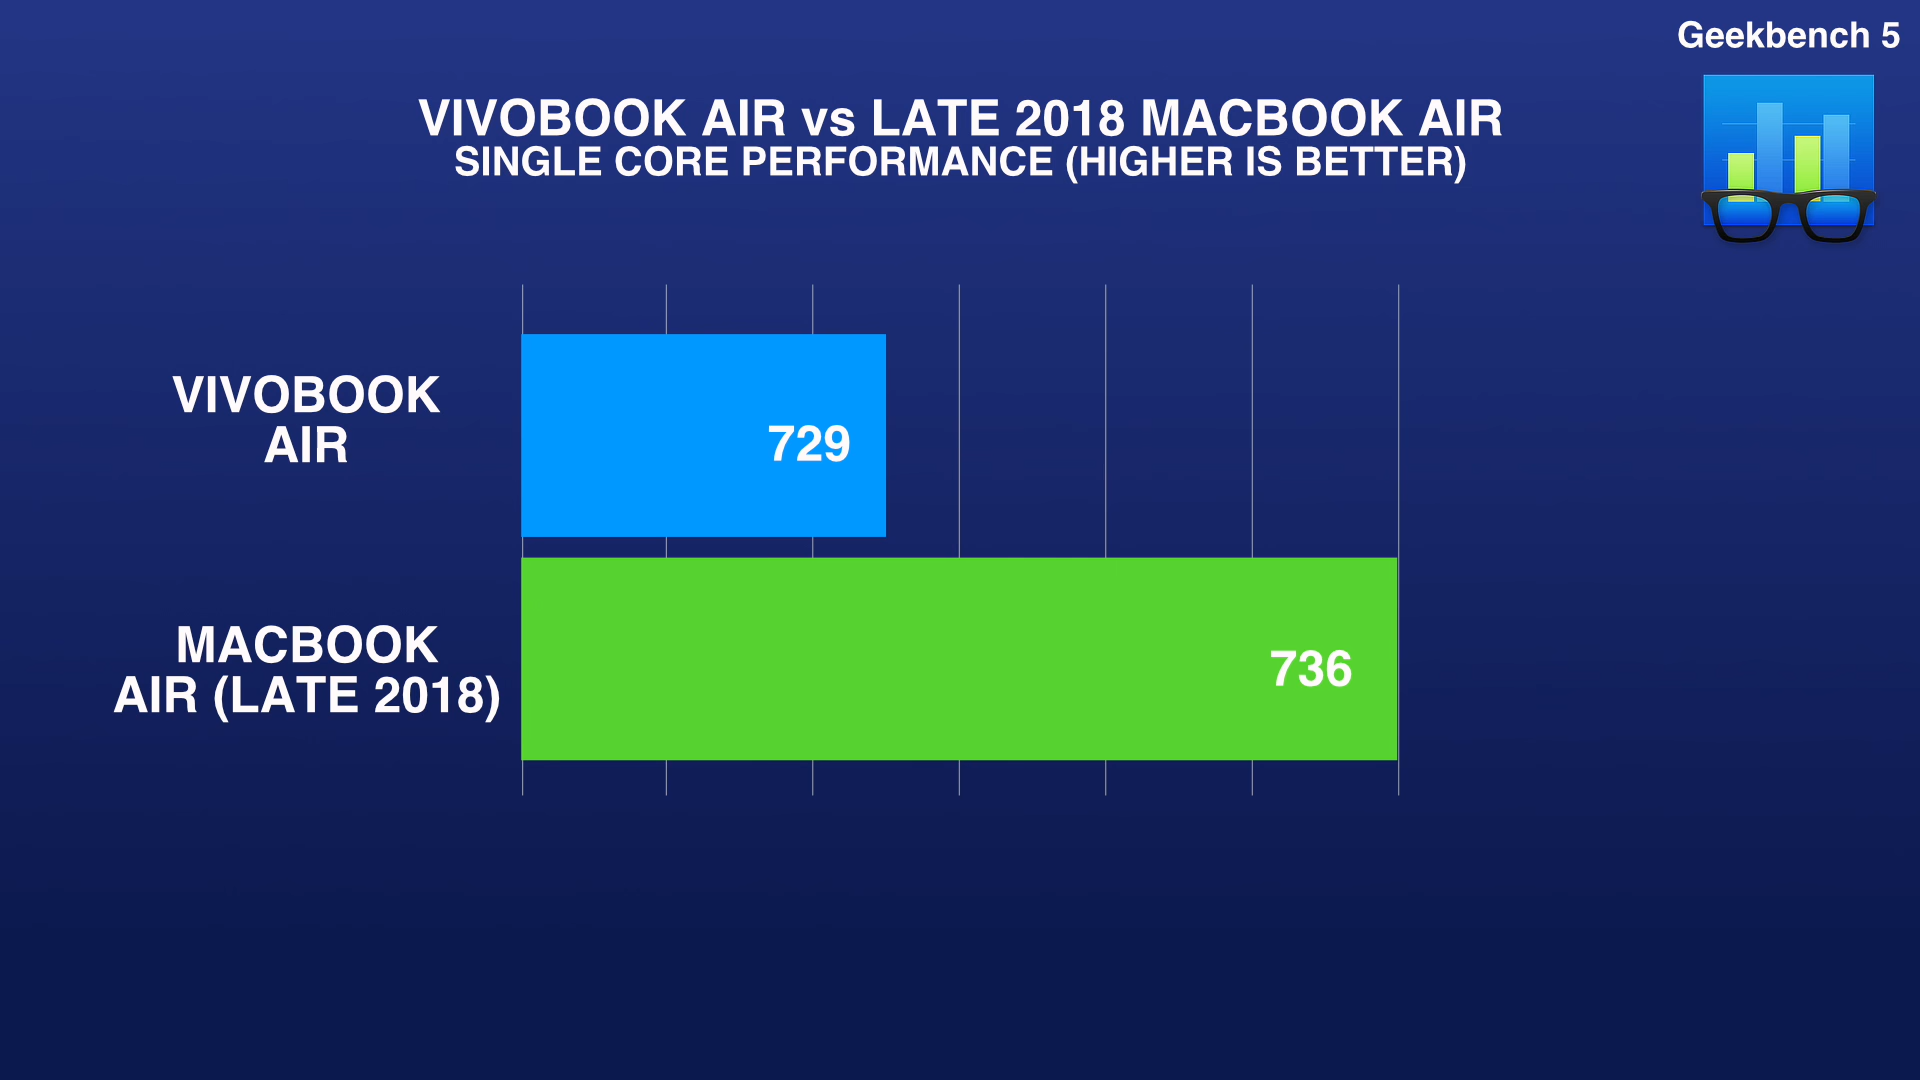 Geekbench 5
VIVOBOOK AIR vs LATE 2018 MACBOOK AIR
SINGLE CORE PERFORMANCE (HIGHER IS BETTER)
VIVOBOOK
AIR
729
MACBOOK
AIR (LATE 2018)
736